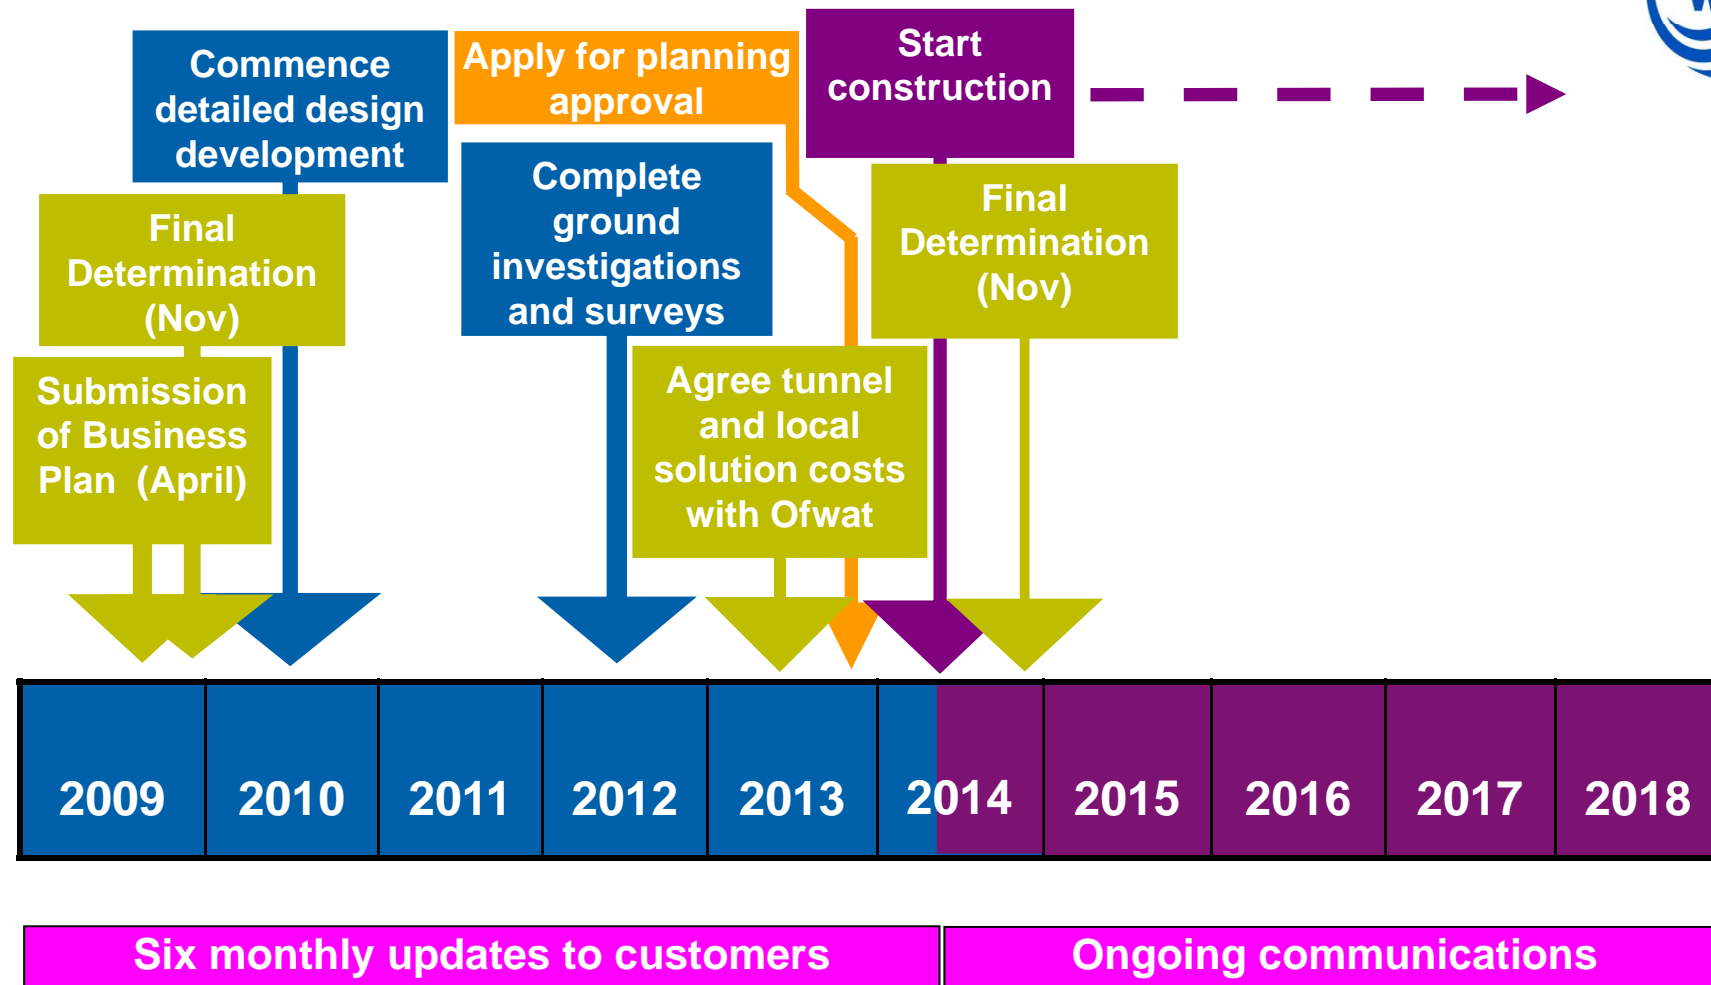 Commence
detailed design
development
Apply for planning
approval
Start
construction
Final
Determination
(Nov)
Complete
ground
investigations
and surveys
Final
Determination
(Nov)
Submission
of Business
Plan (April)
Agree tunnel
and local
solution costs
with Ofwat
2009 2010 2011 2012 2013 2014 2015 2016 2017 2018
Six monthly updates to customers
Ongoing communications